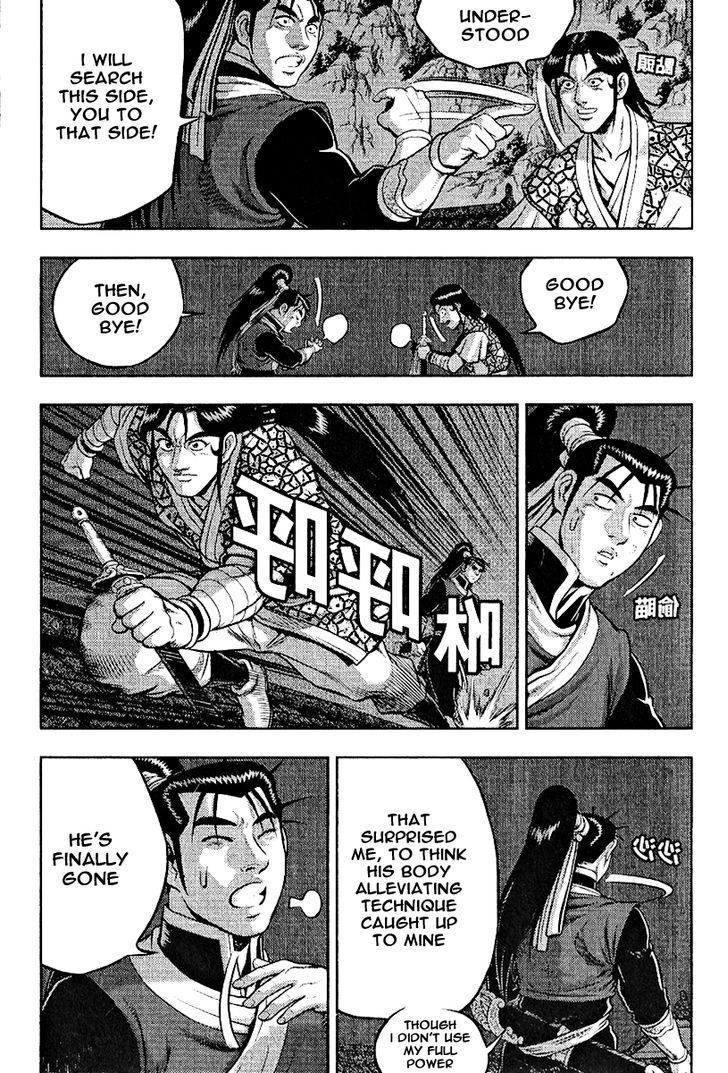 I WILL
SEARCH
THIS SIDE,
YOU TO
THAT SIDE!
UNDER-
STOOD
THEN,
GOOD
BYE!
GOOD
BYE!
HE'S
FINALLY
GONE
THAT
SURPRISED
ME, TO THINK
HIS BODY
ALLEVIATING
TECHNIQUE
CAUGHT UP
TO MINE
THOUGH
I DIDN'T USE
MY FULL
POWER